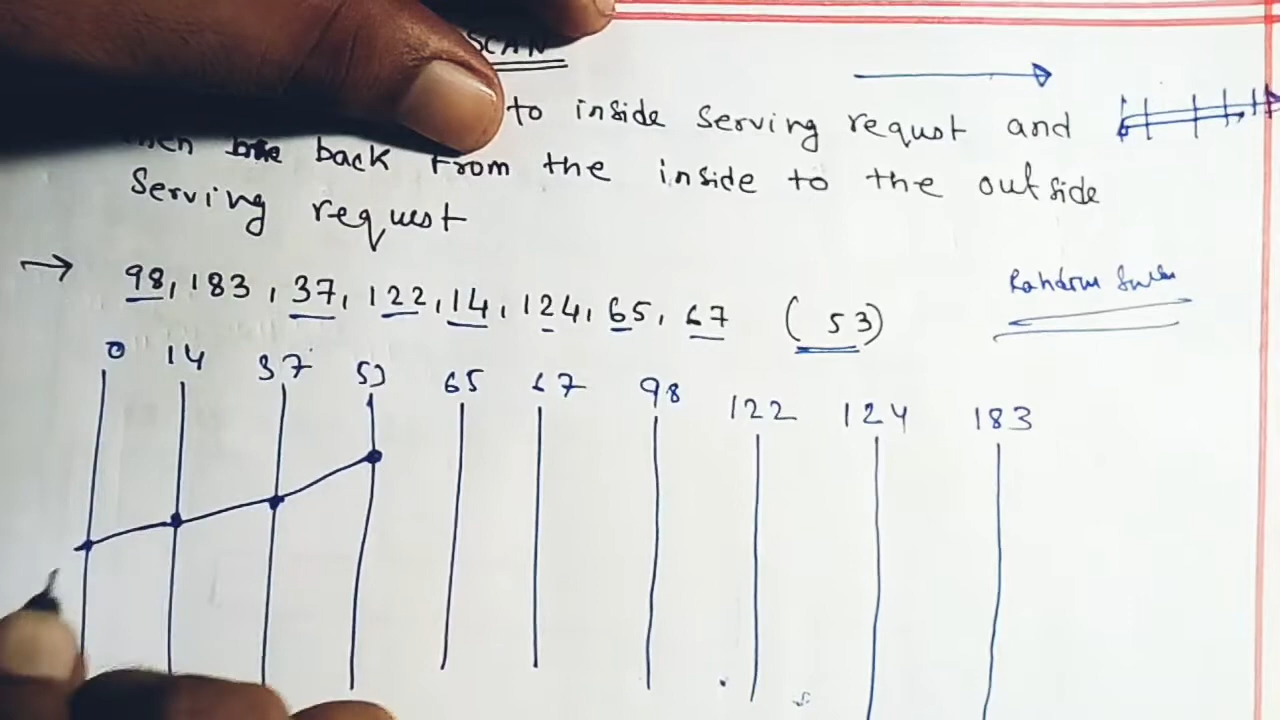 SCAN
to inside serving requst and
back from the inside to the outside
Serving request
→ 98, 183, 37, 122, 14, 124, 65, 67 (53)
0 14 37 53 65 67 98 122 124 183